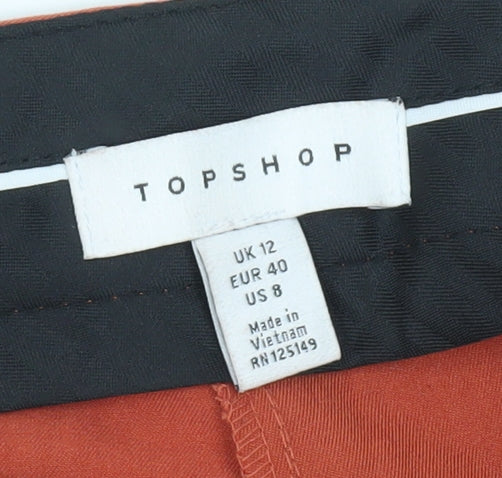 TOPSHOP
UK 12
EUR 40
US 8
Made in
Vietnam
RN125149